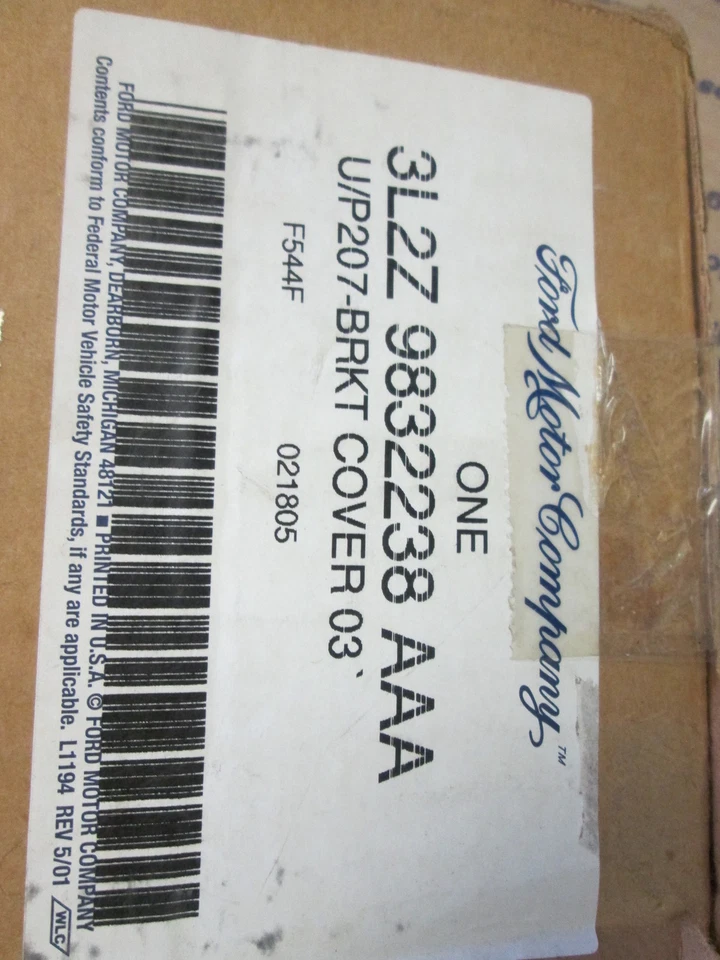 Ford Motor Company™
ONE
3L2Z 9832238 AAA
U/P207-BRKT COVER 03`
F544F 021805
FORD MOTOR COMPANY, DEARBORN, MICHIGAN 48121 ■ PRINTED IN U.S.A. © FORD MOTOR COMPANY
Contents conform to Federal Motor Vehicle Safety Standards, if any are applicable. L1194 REV 5/01 WLC